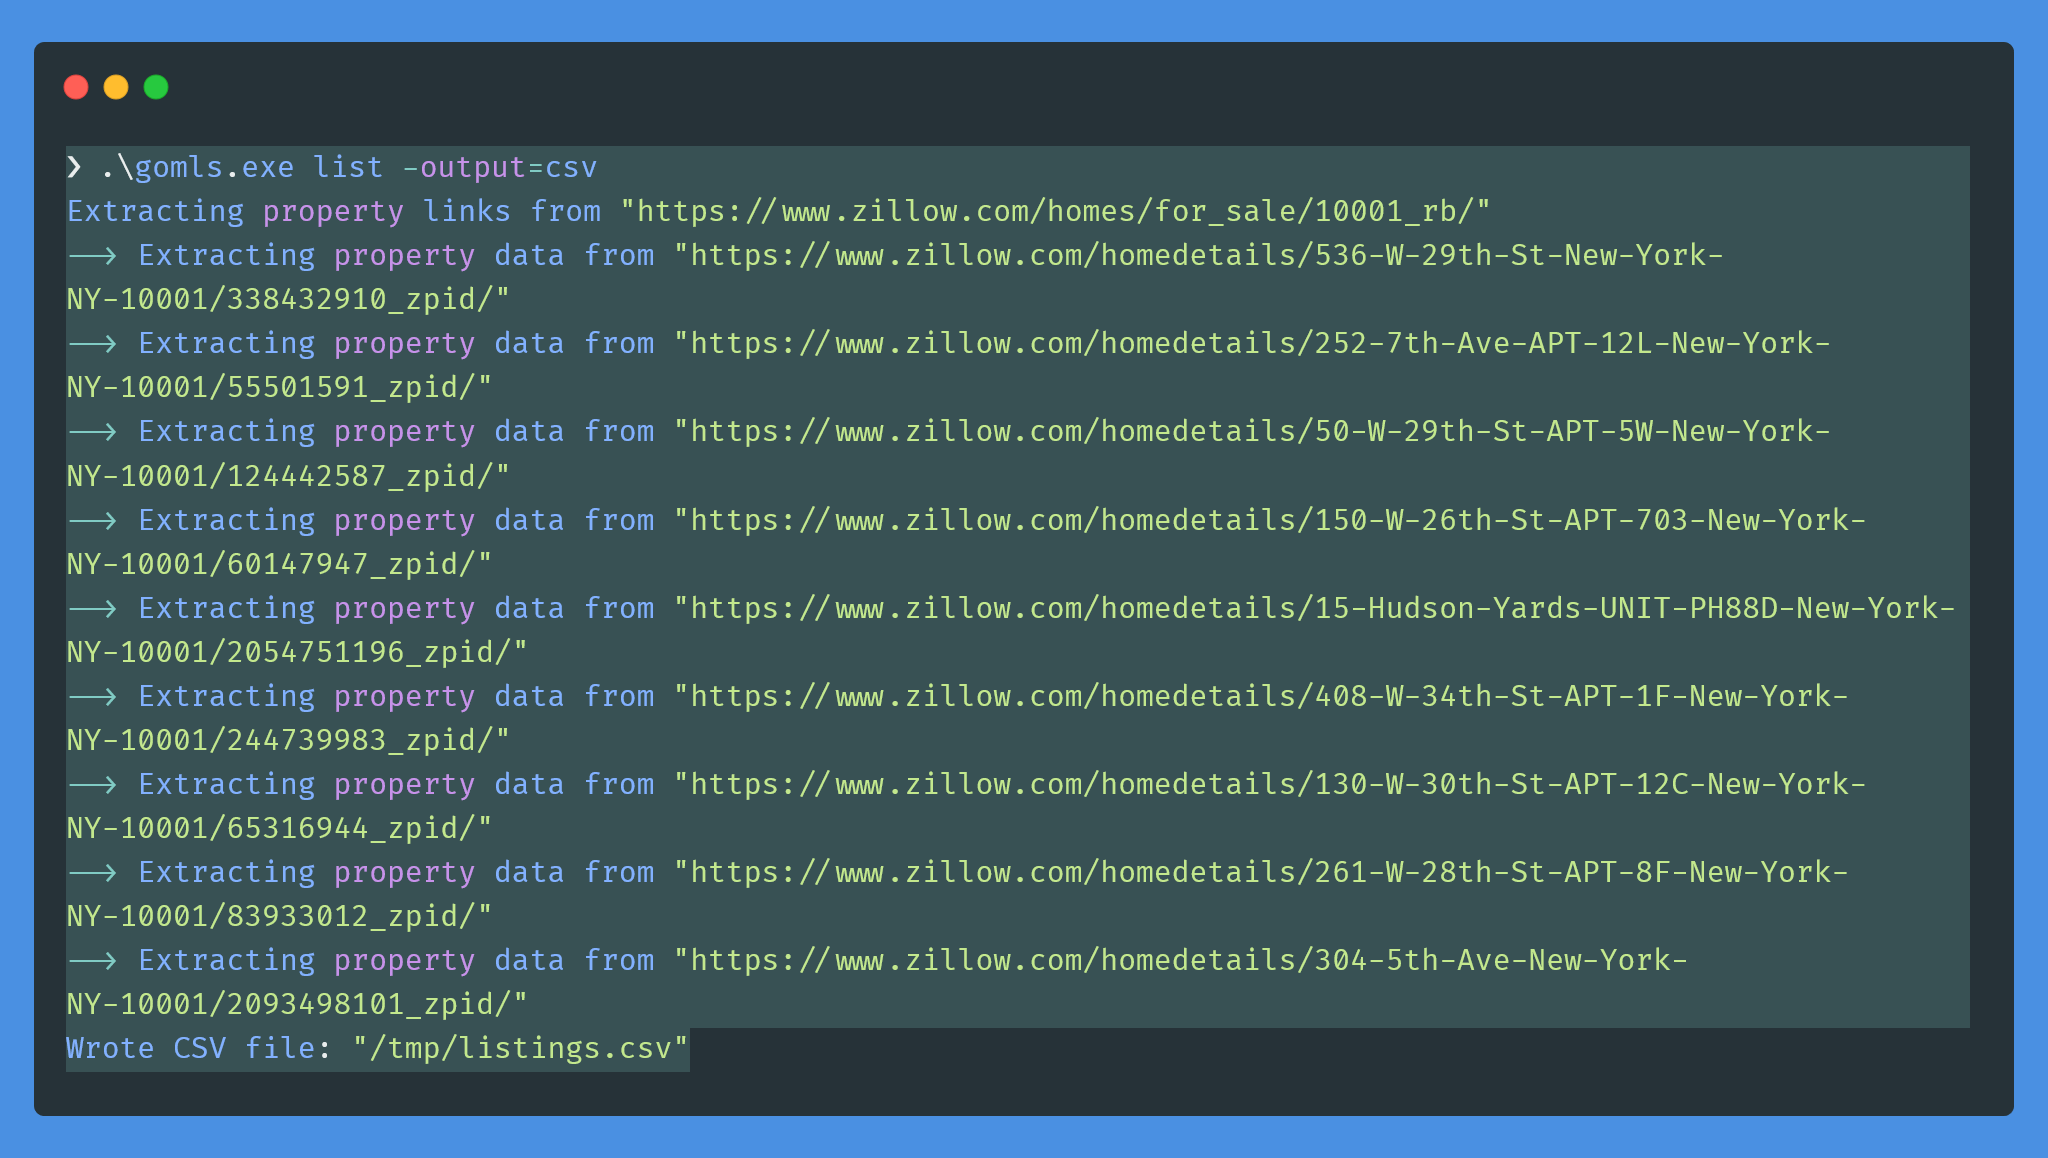 ❯ .\gomls.exe list -output=csv
Extracting property links from "https://www.zillow.com/homes/for_sale/10001_rb/"
--> Extracting property data from "https://www.zillow.com/homedetails/536-W-29th-St-New-York-
NY-10001/338432910_zpid/"
--> Extracting property data from "https://www.zillow.com/homedetails/252-7th-Ave-APT-12L-New-York-
NY-10001/55501591_zpid/"
--> Extracting property data from "https://www.zillow.com/homedetails/50-W-29th-St-APT-5W-New-York-
NY-10001/124442587_zpid/"
--> Extracting property data from "https://www.zillow.com/homedetails/150-W-26th-St-APT-703-New-York-
NY-10001/60147947_zpid/"
--> Extracting property data from "https://www.zillow.com/homedetails/15-Hudson-Yards-UNIT-PH88D-New-York-
NY-10001/2054751196_zpid/"
--> Extracting property data from "https://www.zillow.com/homedetails/408-W-34th-St-APT-1F-New-York-
NY-10001/244739983_zpid/"
--> Extracting property data from "https://www.zillow.com/homedetails/130-W-30th-St-APT-12C-New-York-
NY-10001/65316944_zpid/"
--> Extracting property data from "https://www.zillow.com/homedetails/261-W-28th-St-APT-8F-New-York-
NY-10001/83933012_zpid/"
--> Extracting property data from "https://www.zillow.com/homedetails/304-5th-Ave-New-York-
NY-10001/2093498101_zpid/"
Wrote CSV file: "/tmp/listings.csv"